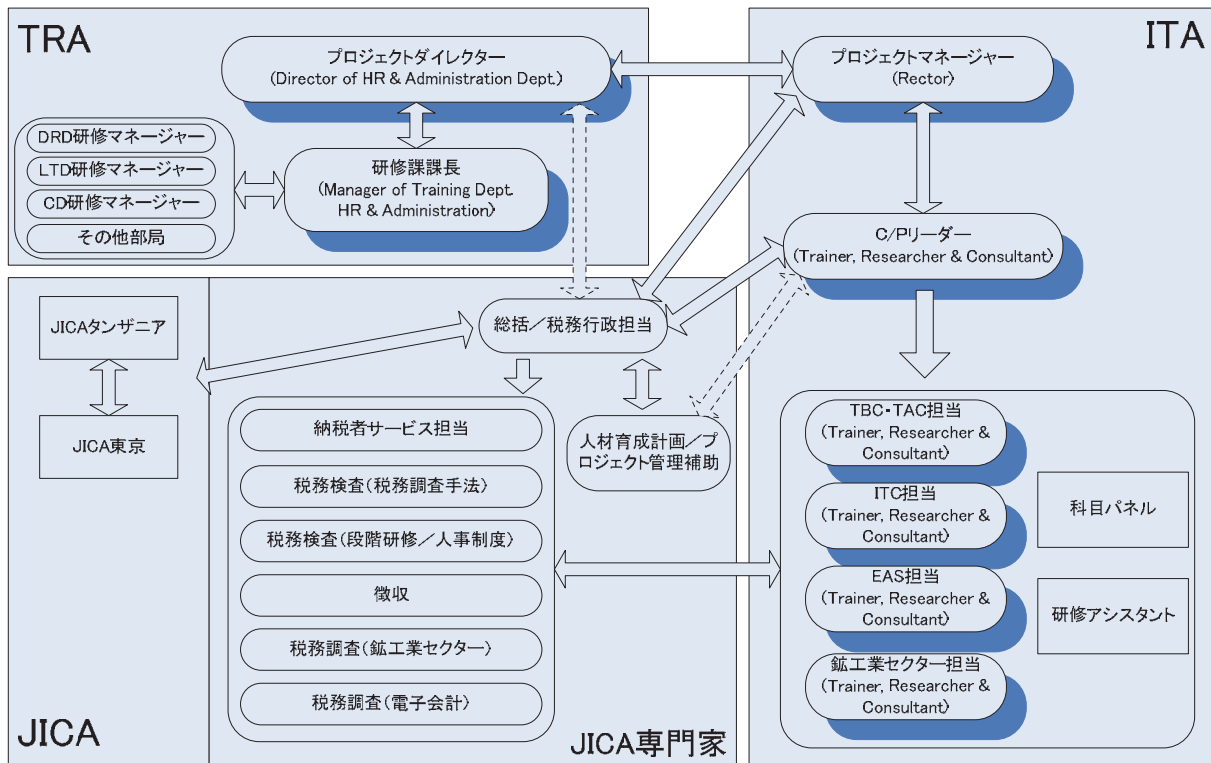 TRA
プロジェクトダイレクター
(Director of HR & Administration Dept.)
DRD研修マネージャー
LTD研修マネージャー
CD研修マネージャー
その他部局
研修課課長
(Manager of Training Dept.
HR & Administration)
ITA
プロジェクトマネージャー
(Rector)
C/Pリーダー
(Trainer, Researcher & Consultant)
JICAタンザニア
JICA東京
JICA
総括/税務行政担当
納税者サービス担当
税務検査(税務調査手法)
税務検査(段階研修/人事制度)
徴収
税務調査(鉱工業セクター)
税務調査(電子会計)
人材育成計画/プ
ロジェクト管理補助
JICA専門家
TBC・TAC担当
(Trainer, Researcher &
Consultant)
ITC担当
(Trainer, Researcher &
Consultant)
EAS担当
(Trainer, Researcher &
Consultant)
鉱工業セクター担当
(Trainer, Researcher &
Consultant)
科目パネル
研修アシスタント